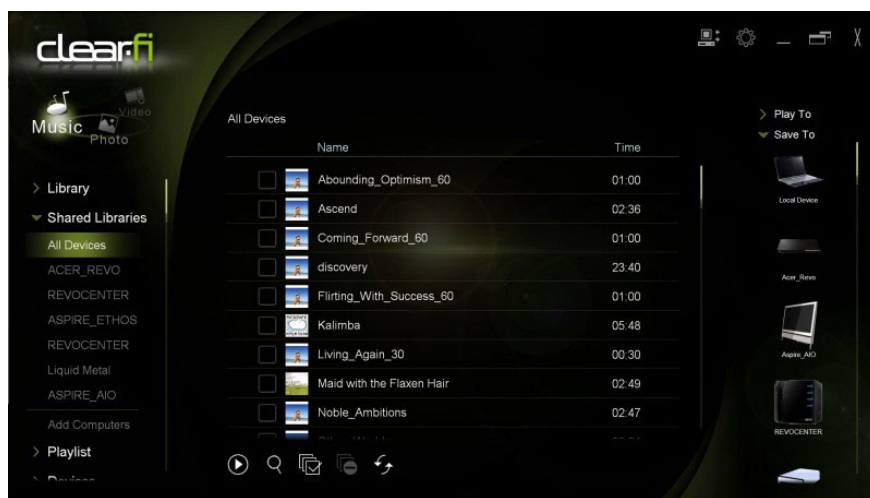 clear.fi
Video
Music
Photo
Library
Shared Libraries
All Devices
ACER_REVO
REVOCENTER
ASPIRE_ETHOS
REVOCENTER
Liquid Metal
ASPIRE_AIO
Add Computers
Playlist
Devices
All Devices
Name Time
Abounding_Optimism_60 01:00
Ascend 02:36
Coming_Forward_60 01:00
discovery 23:40
Flirting_With_Success_60 01:00
Kalimba 05:48
Living_Again_30 00:30
Maid with the Flaxen Hair 02:49
Noble_Ambitions 02:47
Play To
Save To
Local Device
Acer_Revo
Aspire_AIO
REVOCENTER